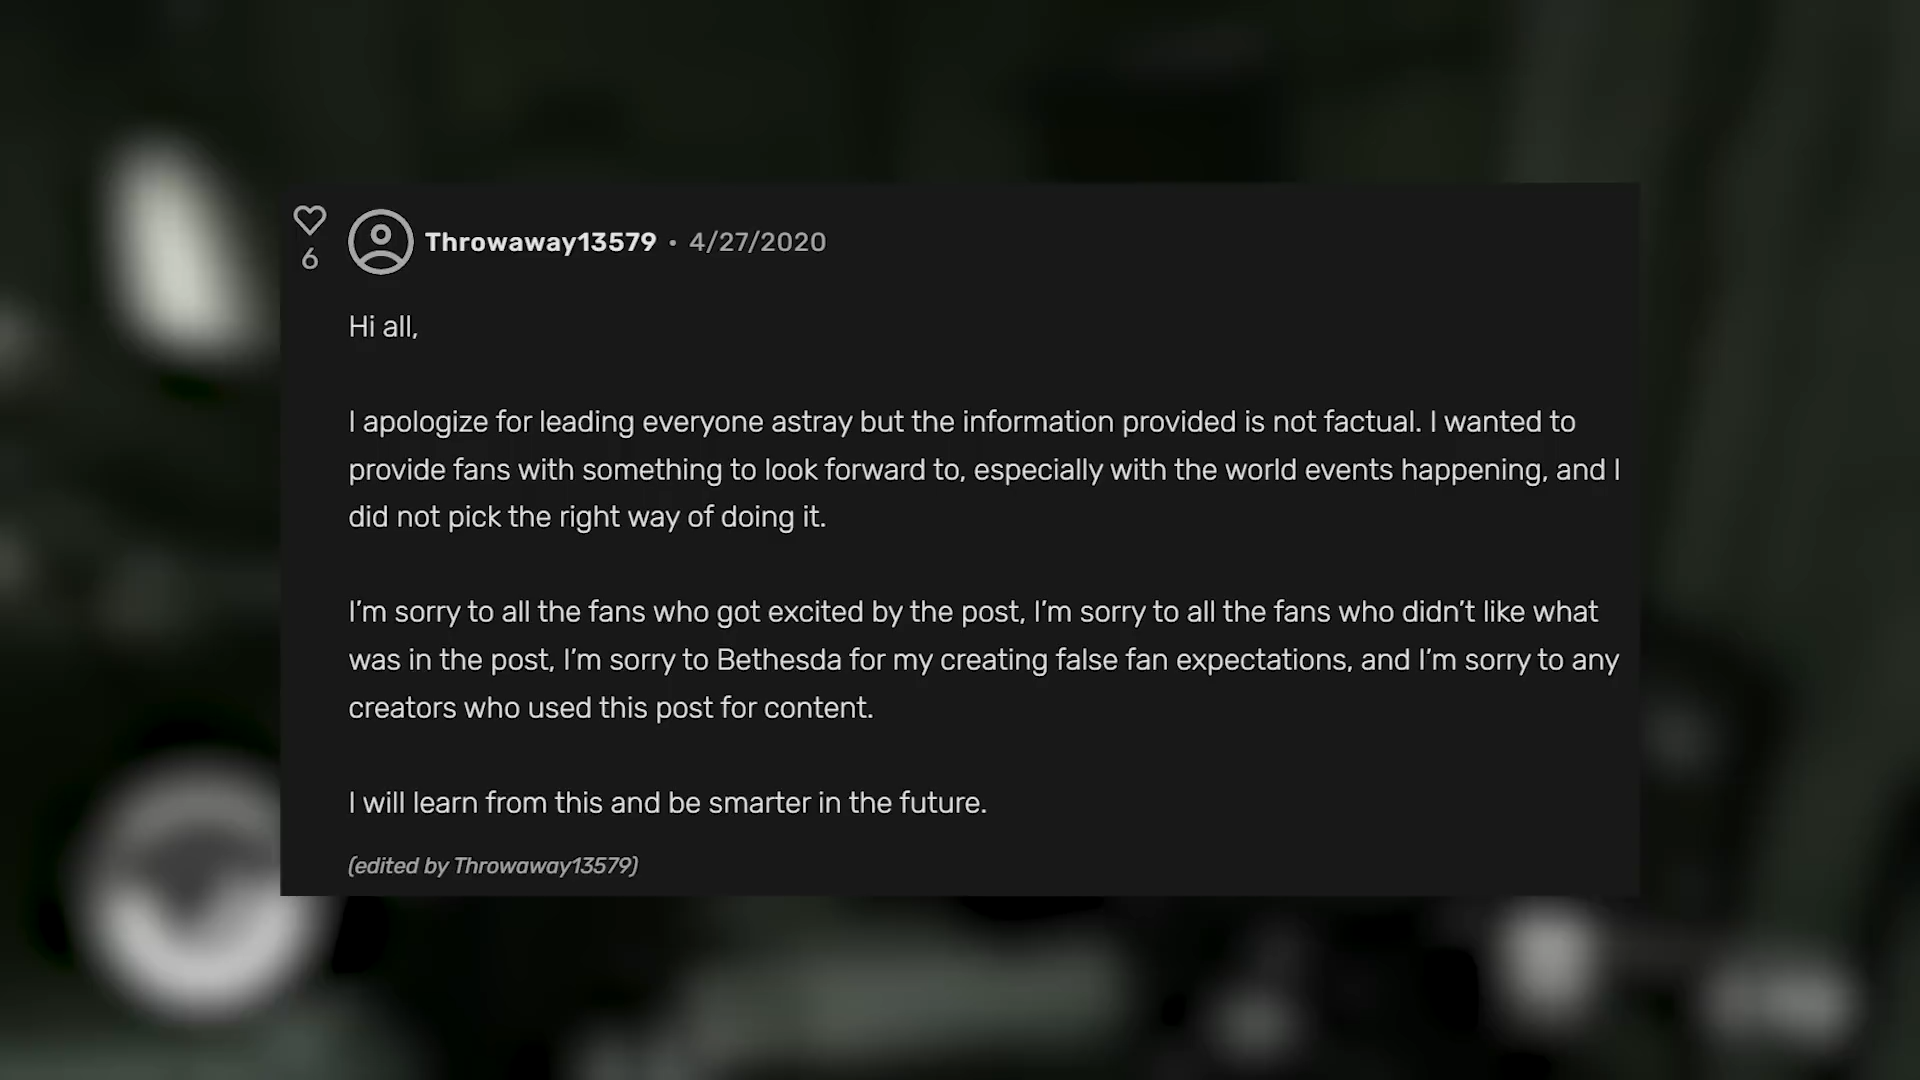 Throwaway13579 • 4/27/2020
6
Hi all,
I apologize for leading everyone astray but the information provided is not factual. I wanted to
provide fans with something to look forward to, especially with the world events happening, and I
did not pick the right way of doing it.
I’m sorry to all the fans who got excited by the post, I’m sorry to all the fans who didn’t like what
was in the post, I’m sorry to Bethesda for my creating false fan expectations, and I’m sorry to any
creators who used this post for content.
I will learn from this and be smarter in the future.
(edited by Throwaway13579)